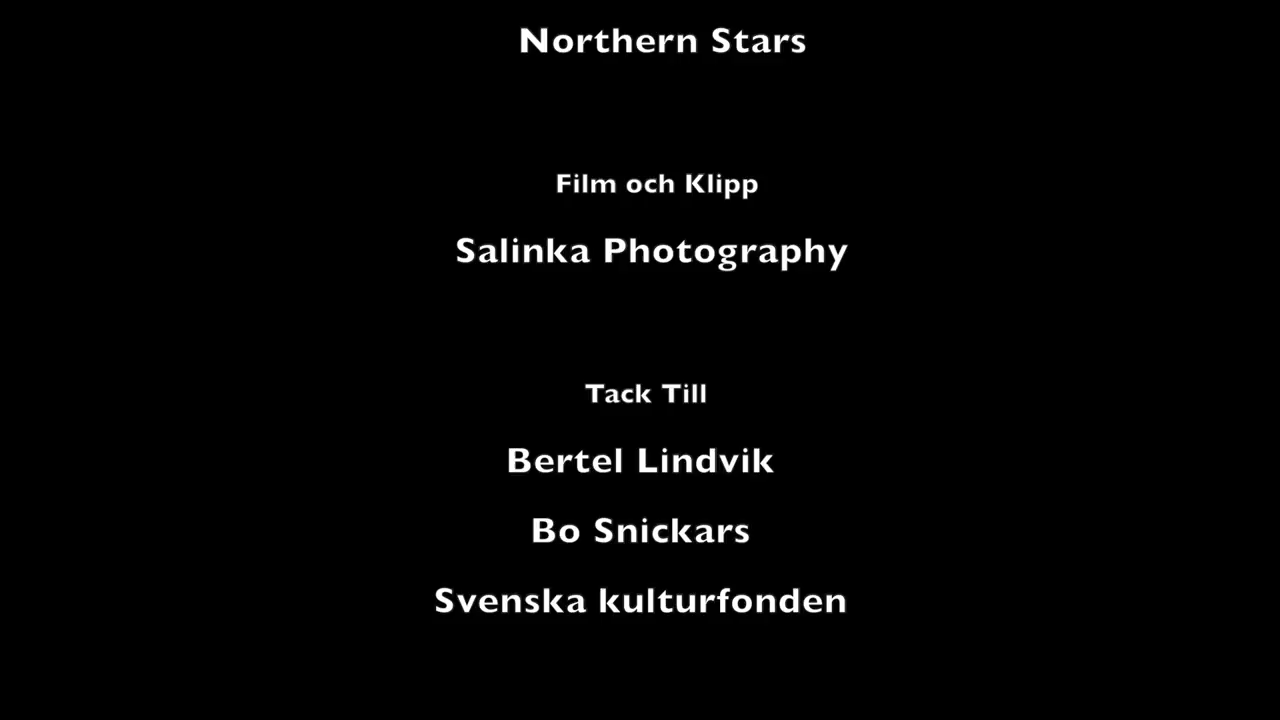 Northern Stars
Film och Klipp
Salinka Photography
Tack Till
Bertel Lindvik
Bo Snickars
Svenska kulturfonden